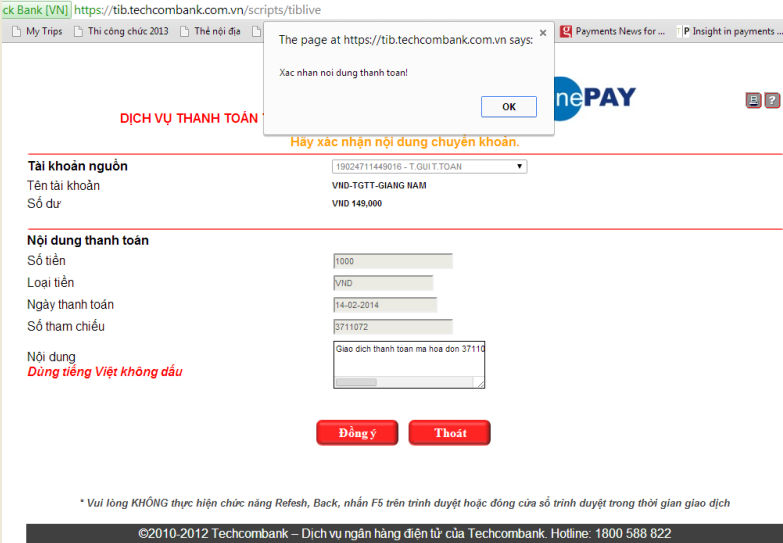 ck Bank [VN] https://tib.techcombank.com.vn/scripts/tiblive
My Trips Thi công chức 2013 Thẻ nội địa Payments News for ... Insight in payments ...
The page at https://tib.techcombank.com.vn says: ×
Xac nhan noi dung thanh toan!
OK
nePAY
DỊCH VỤ THANH TOÁN
Hãy xác nhận nội dung chuyển khoản.
Tài khoản nguồn 19024711449016 - T.GUI T.TOAN
Tên tài khoản VND-TGTT-GIANG NAM
Số dư VND 149,000
Nội dung thanh toán
Số tiền 1000
Loại tiền VND
Ngày thanh toán 14-02-2014
Số tham chiếu 3711072
Nội dung Giao dich thanh toan ma hoa don 37110
Dùng tiếng Việt không dấu
Đồng ý Thoát
* Vui lòng KHÔNG thực hiện chức năng Refesh, Back, nhấn F5 trên trình duyệt hoặc đóng cửa sổ trình duyệt trong thời gian giao dịch
©2010-2012 Techcombank – Dịch vụ ngân hàng điện tử của Techcombank. Hotline: 1800 588 822